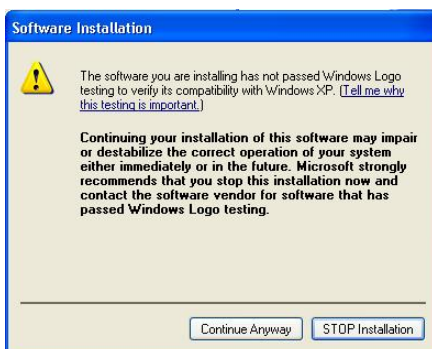 Software Installation
The software you are installing has not passed Windows Logo
testing to verify its compatibility with Windows XP. (Tell me why
this testing is important.)
Continuing your installation of this software may impair
or destabilize the correct operation of your system
either immediately or in the future. Microsoft strongly
recommends that you stop this installation now and
contact the software vendor for software that has
passed Windows Logo testing.
Continue Anyway
STOP Installation